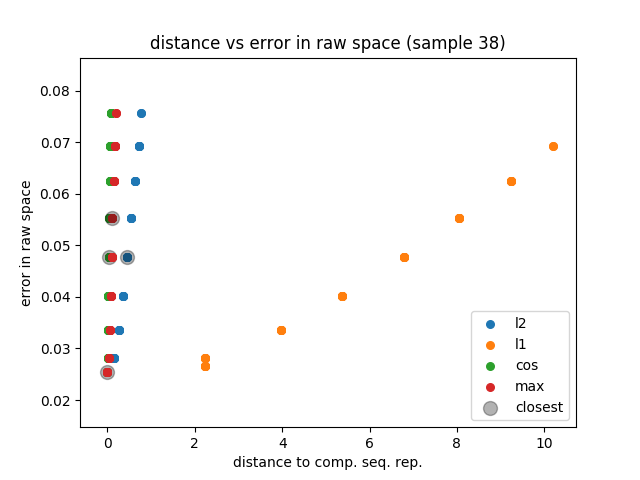 distance vs error in raw space (sample 38)
error in raw space
0.08
0.07
0.06
0.05
0.04
0.03
0.02
0
2
4
6
8
10
distance to comp. seq. rep.
l2
l1
cos
max
closest